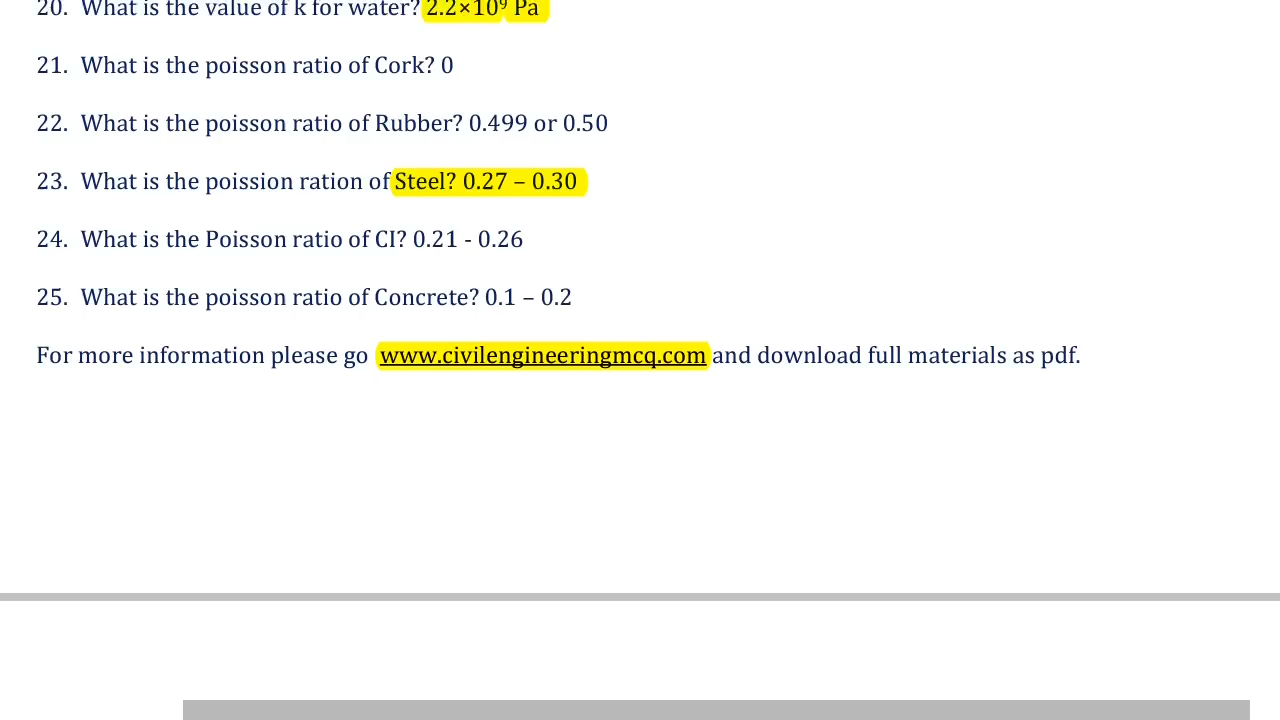 20. What is the value of k for water? 2.2×10⁹ Pa
21. What is the poisson ratio of Cork? 0
22. What is the poisson ratio of Rubber? 0.499 or 0.50
23. What is the poission ration of Steel? 0.27 – 0.30
24. What is the Poisson ratio of CI? 0.21 - 0.26
25. What is the poisson ratio of Concrete? 0.1 – 0.2
For more information please go www.civilengineeringmcq.com and download full materials as pdf.